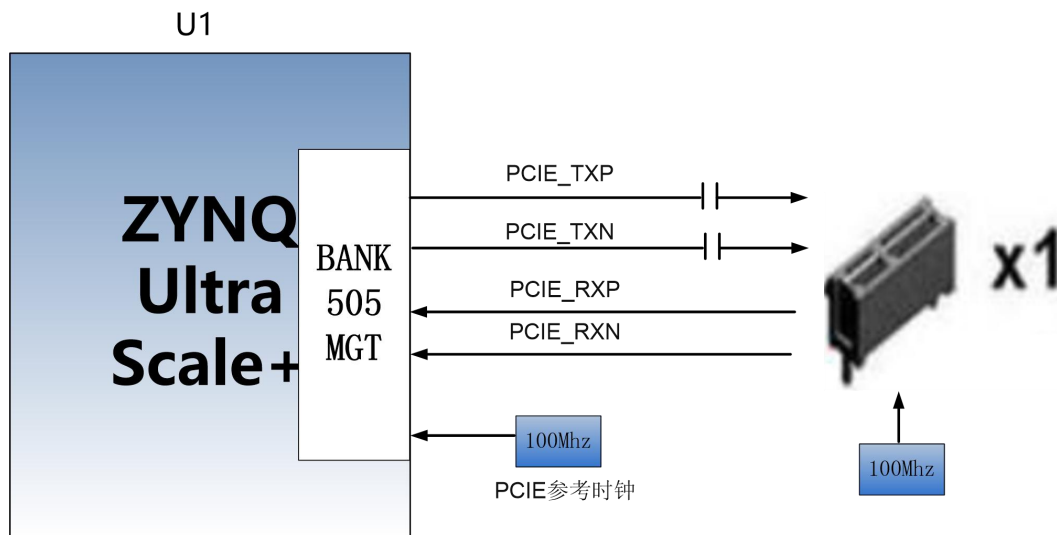 U1
ZYNQ
Ultra
Scale+
BANK
505
MGT
PCIE_TXP
PCIE_TXN
PCIE_RXP
PCIE_RXN
100Mhz
PCIE参考时钟
x1
100Mhz